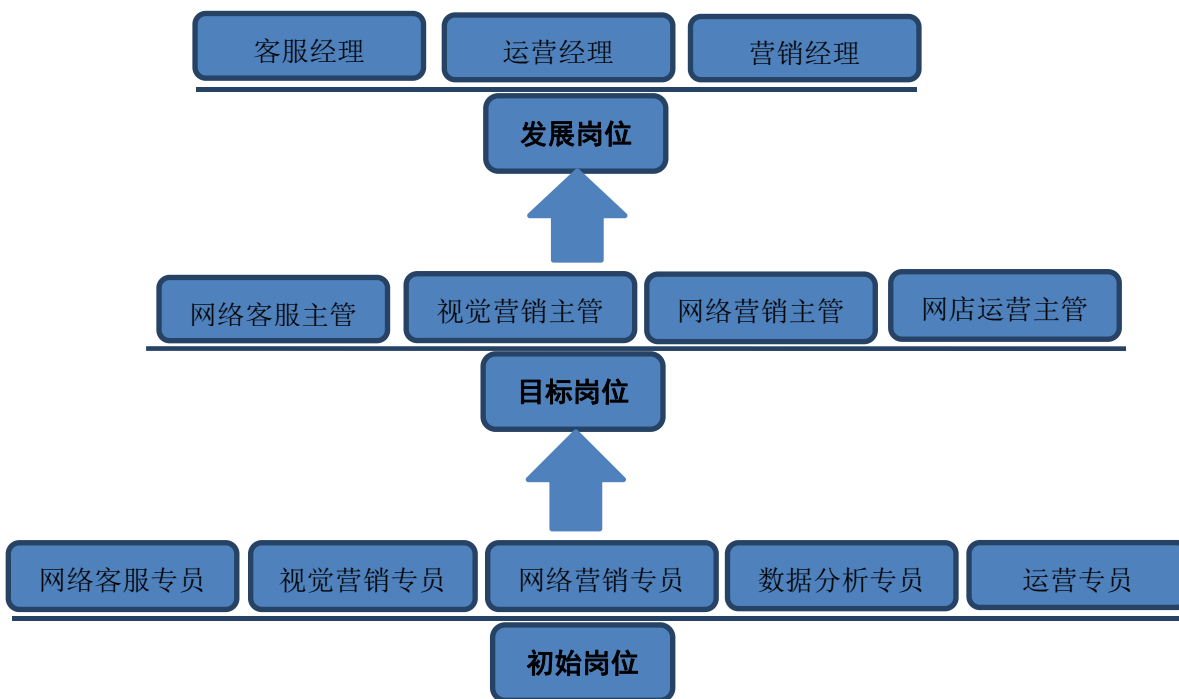 客服经理 运营经理 营销经理
发展岗位
网络客服主管 视觉营销主管 网络营销主管 网店运营主管
目标岗位
网络客服专员 视觉营销专员 网络营销专员 数据分析专员 运营专员
初始岗位